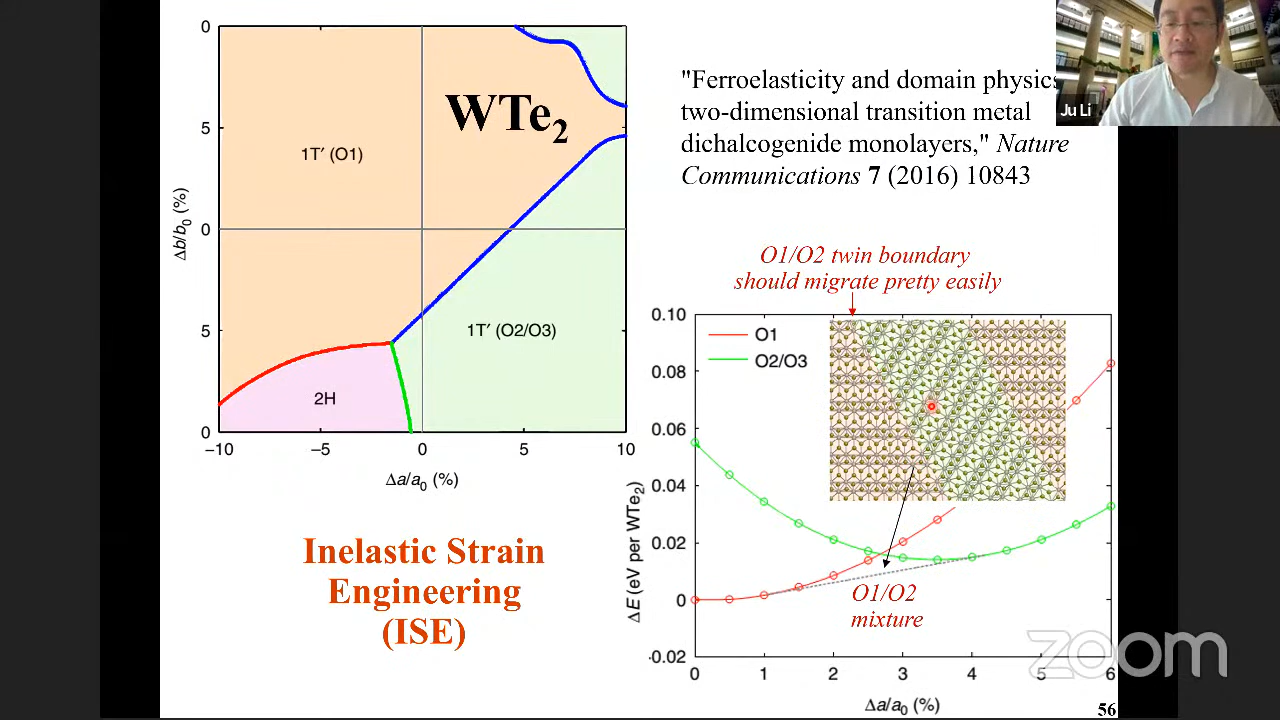 0
5
0
5
0
Δb/b0 (%)
WTe2
1T′ (O1)
1T′ (O2/O3)
2H
−10
−5
0
5
10
Δa/a0 (%)
Inelastic Strain
Engineering
(ISE)
"Ferroelasticity and domain physics
two-dimensional transition metal
dichalcogenide monolayers," Nature
Communications 7 (2016) 10843
Ju Li
O1/O2 twin boundary
should migrate pretty easily
0.10
0.08
0.06
0.04
0.02
0
-0.02
ΔE (eV per WTe2)
O1
O2/O3
O1/O2
mixture
0
1
2
3
4
5
6
Δa/a0 (%)
zoom
56